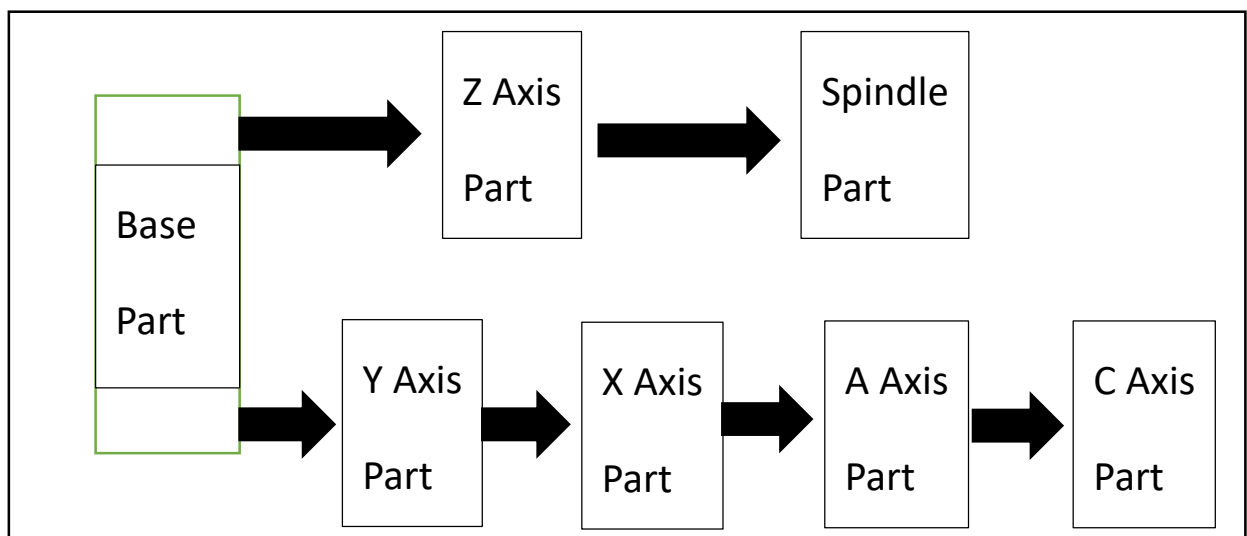 Z Axis
Part
Spindle
Part
Base
Part
Y Axis
Part
X Axis
Part
A Axis
Part
C Axis
Part